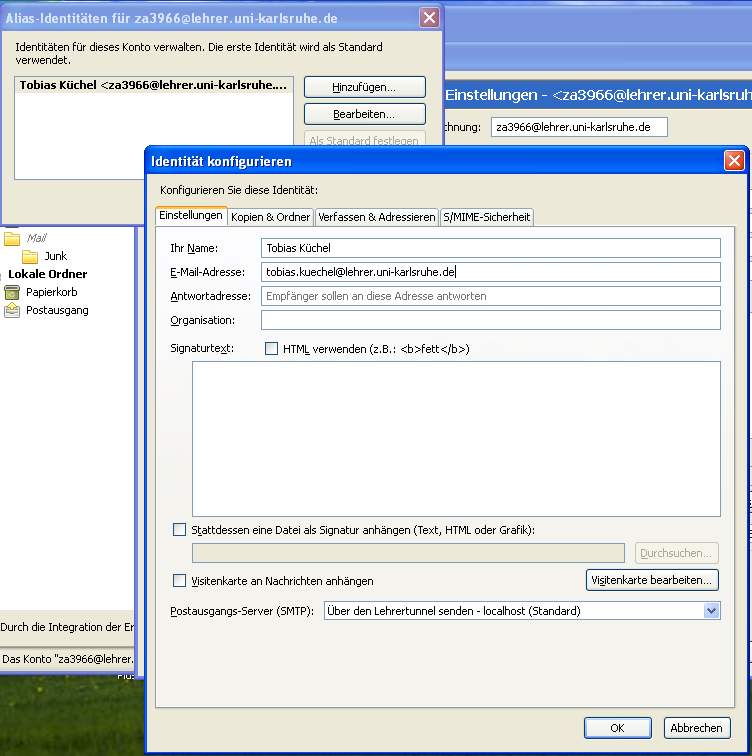 Alias-Identitäten für za3966@lehrer.uni-karlsruhe.de
Identitäten für dieses Konto verwalten. Die erste Identität wird als Standard
verwendet.
Tobias Küchel <za3966@lehrer.uni-karlsruhe....
Hinzufügen...
Bearbeiten...
Als Standard festlegen
Einstellungen - <za3966@lehrer.uni-karlsruh
chnung: za3966@lehrer.uni-karlsruhe.de
Mail
Junk
Lokale Ordner
Papierkorb
Postausgang
Durch die Integration der Er
Das Konto "za3966@lehrer.
Identität konfigurieren
Konfigurieren Sie diese Identität:
Einstellungen Kopien & Ordner Verfassen & Adressieren S/MIME-Sicherheit
Ihr Name: Tobias Küchel
E-Mail-Adresse: tobias.kuechel@lehrer.uni-karlsruhe.de
Antwortadresse: Empfänger sollen an diese Adresse antworten
Organisation:
Signaturtext: HTML verwenden (z.B.: <b>fett</b>)
Stattdessen eine Datei als Signatur anhängen (Text, HTML oder Grafik):
Durchsuchen...
Visitenkarte an Nachrichten anhängen Visitenkarte bearbeiten...
Postausgangs-Server (SMTP): Über den Lehrertunnel senden - localhost (Standard)
OK Abbrechen